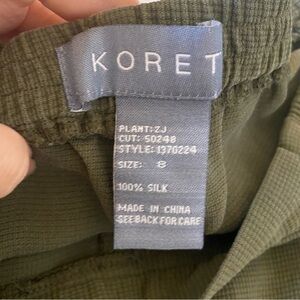 KORET
PLANT:ZJ
CUT: 50248
STYLE: 1370224
SIZE: 8
100% SILK
MADE IN CHINA
SEE BACK FOR CARE